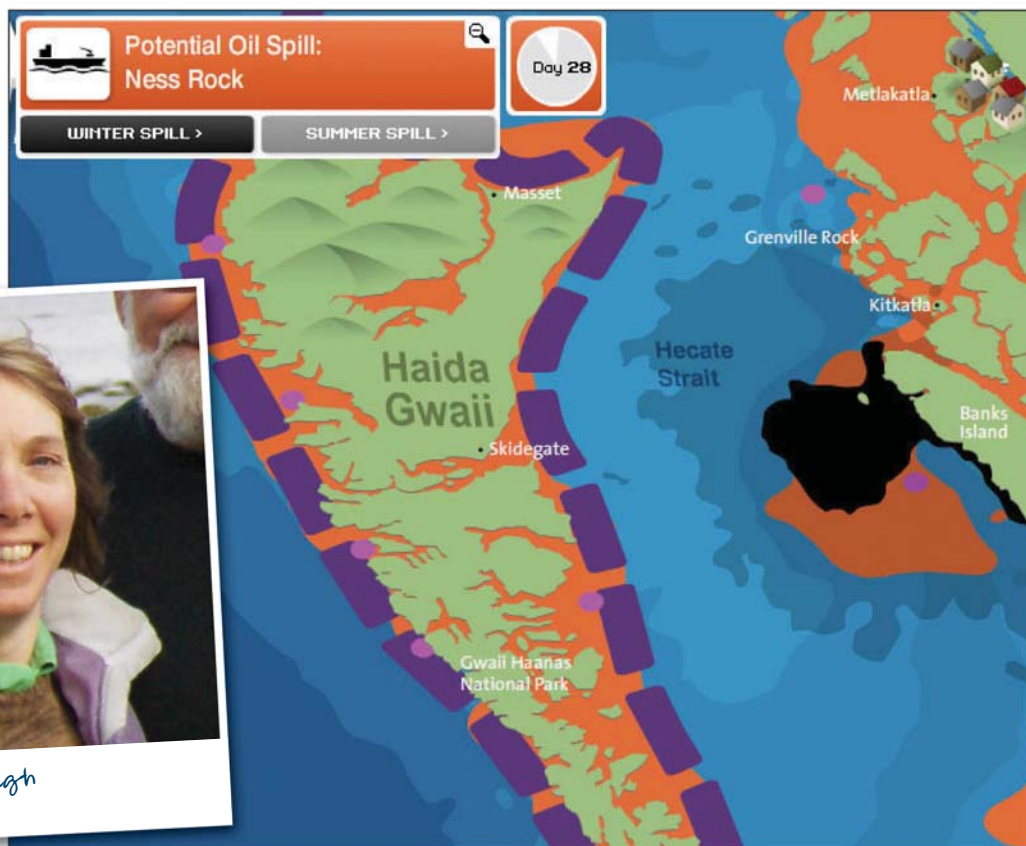 Potential Oil Spill:
Ness Rock
Day 28
WINTER SPILL >
SUMMER SPILL >
Metlakatla
Masset
Grenville Rock
Kitkatla
Haida
Gwaii
Hecate
Strait
Banks
Island
Skidegate
Gwaii Haanas
National Park